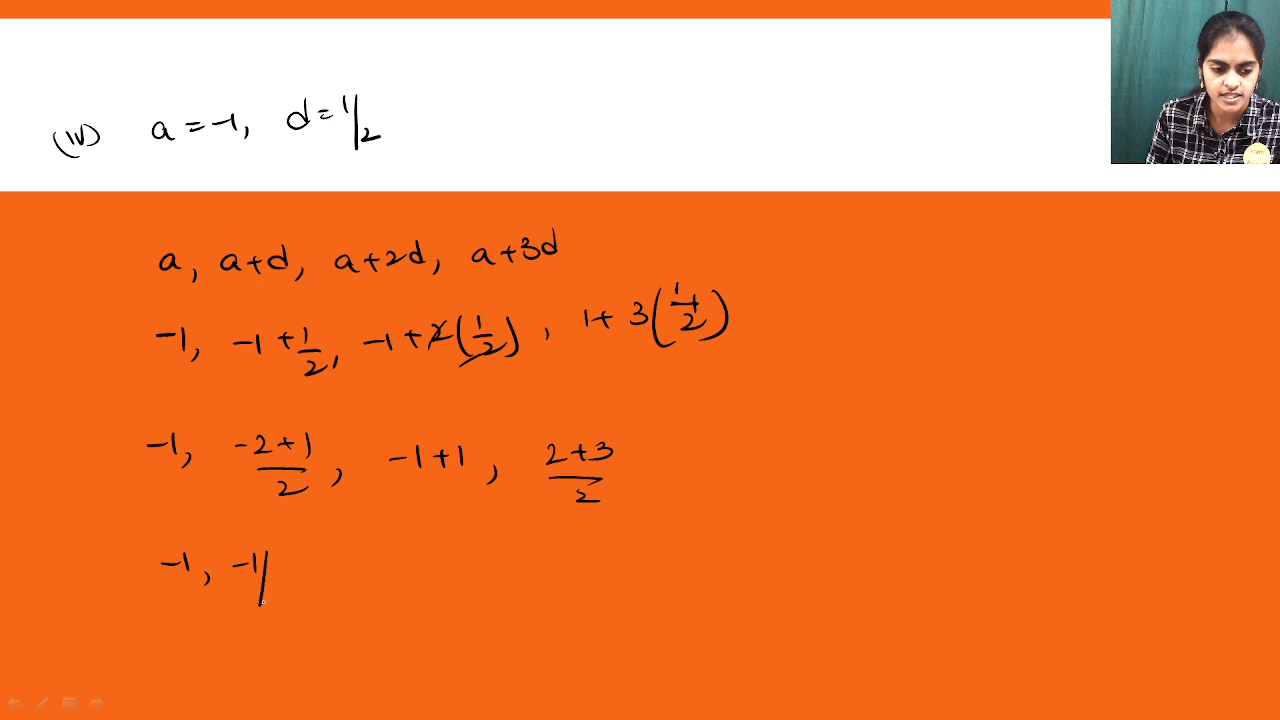 (iv) a = -1, d = 1/2
a, a+d, a+2d, a+3d
-1, -1+1/2, -1+2(1/2), 1+3(1/2)
-1, -2+1/2, -1+1, 2+3/2
-1, -1/